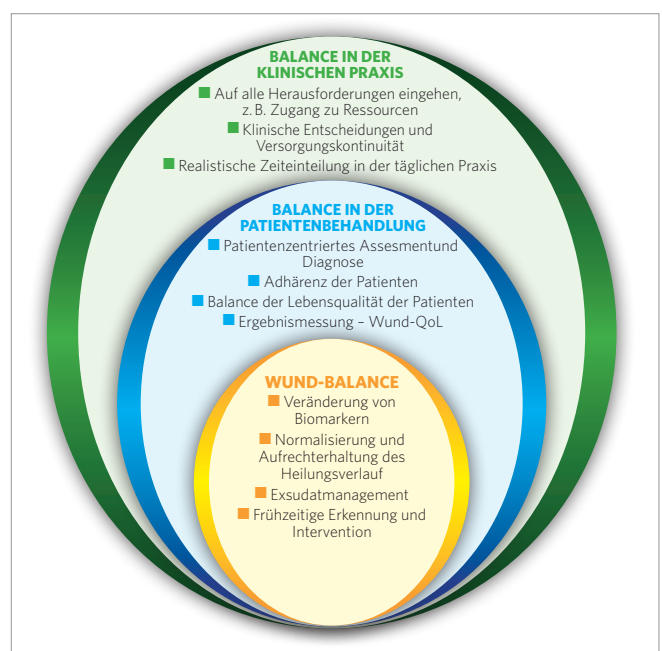 BALANCE IN DER
KLINISCHEN PRAXIS
■ Auf alle Herausforderungen eingehen,
z. B. Zugang zu Ressourcen
■ Klinische Entscheidungen und
Versorgungskontinuität
■ Realistische Zeiteinteilung in der täglichen Praxis
BALANCE IN DER
PATIENTENBEHANDLUNG
■ Patientenzentriertes Assesmentund
Diagnose
■ Adhärenz der Patienten
■ Balance der Lebensqualität der Patienten
■ Ergebnismessung – Wund-QoL
WUND-BALANCE
■ Veränderung von
Biomarkern
■ Normalisierung und
Aufrechterhaltung des
Heilungsverlauf
■ Exsudatmanagement
■ Frühzeitige Erkennung und
Intervention